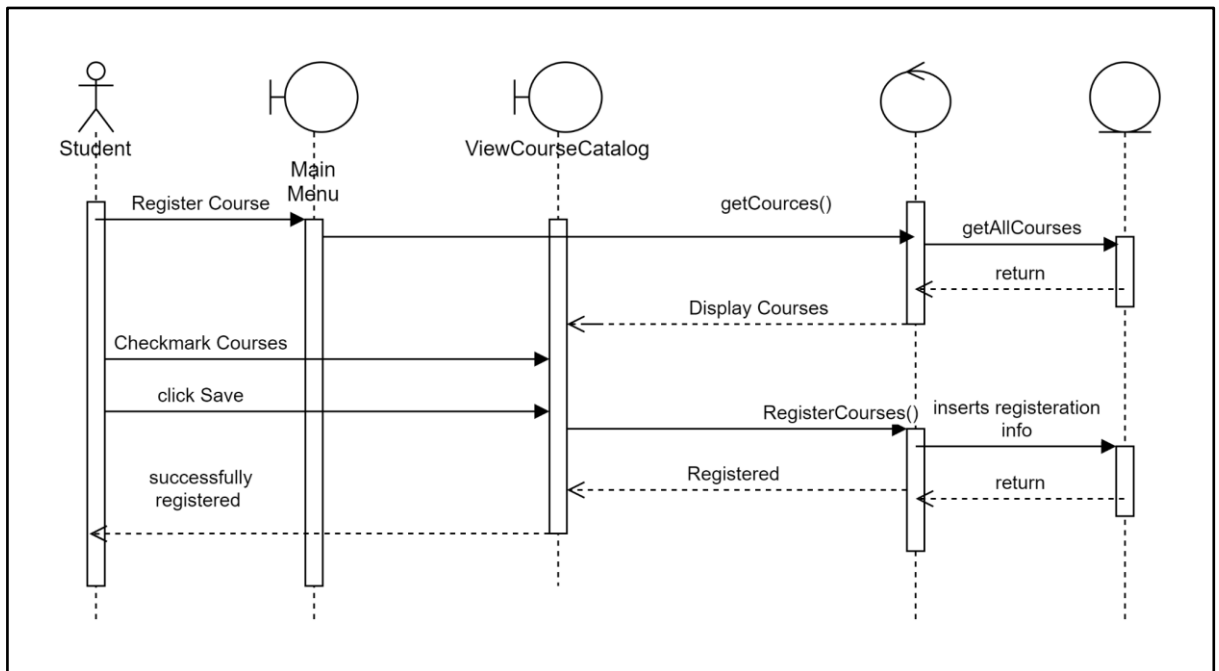 Student
ViewCourseCatalog
Main
Menu
Register Course
getCources()
getAllCourses
return
Display Courses
Checkmark Courses
click Save
RegisterCourses()
inserts registeration
info
Registered
return
successfully
registered